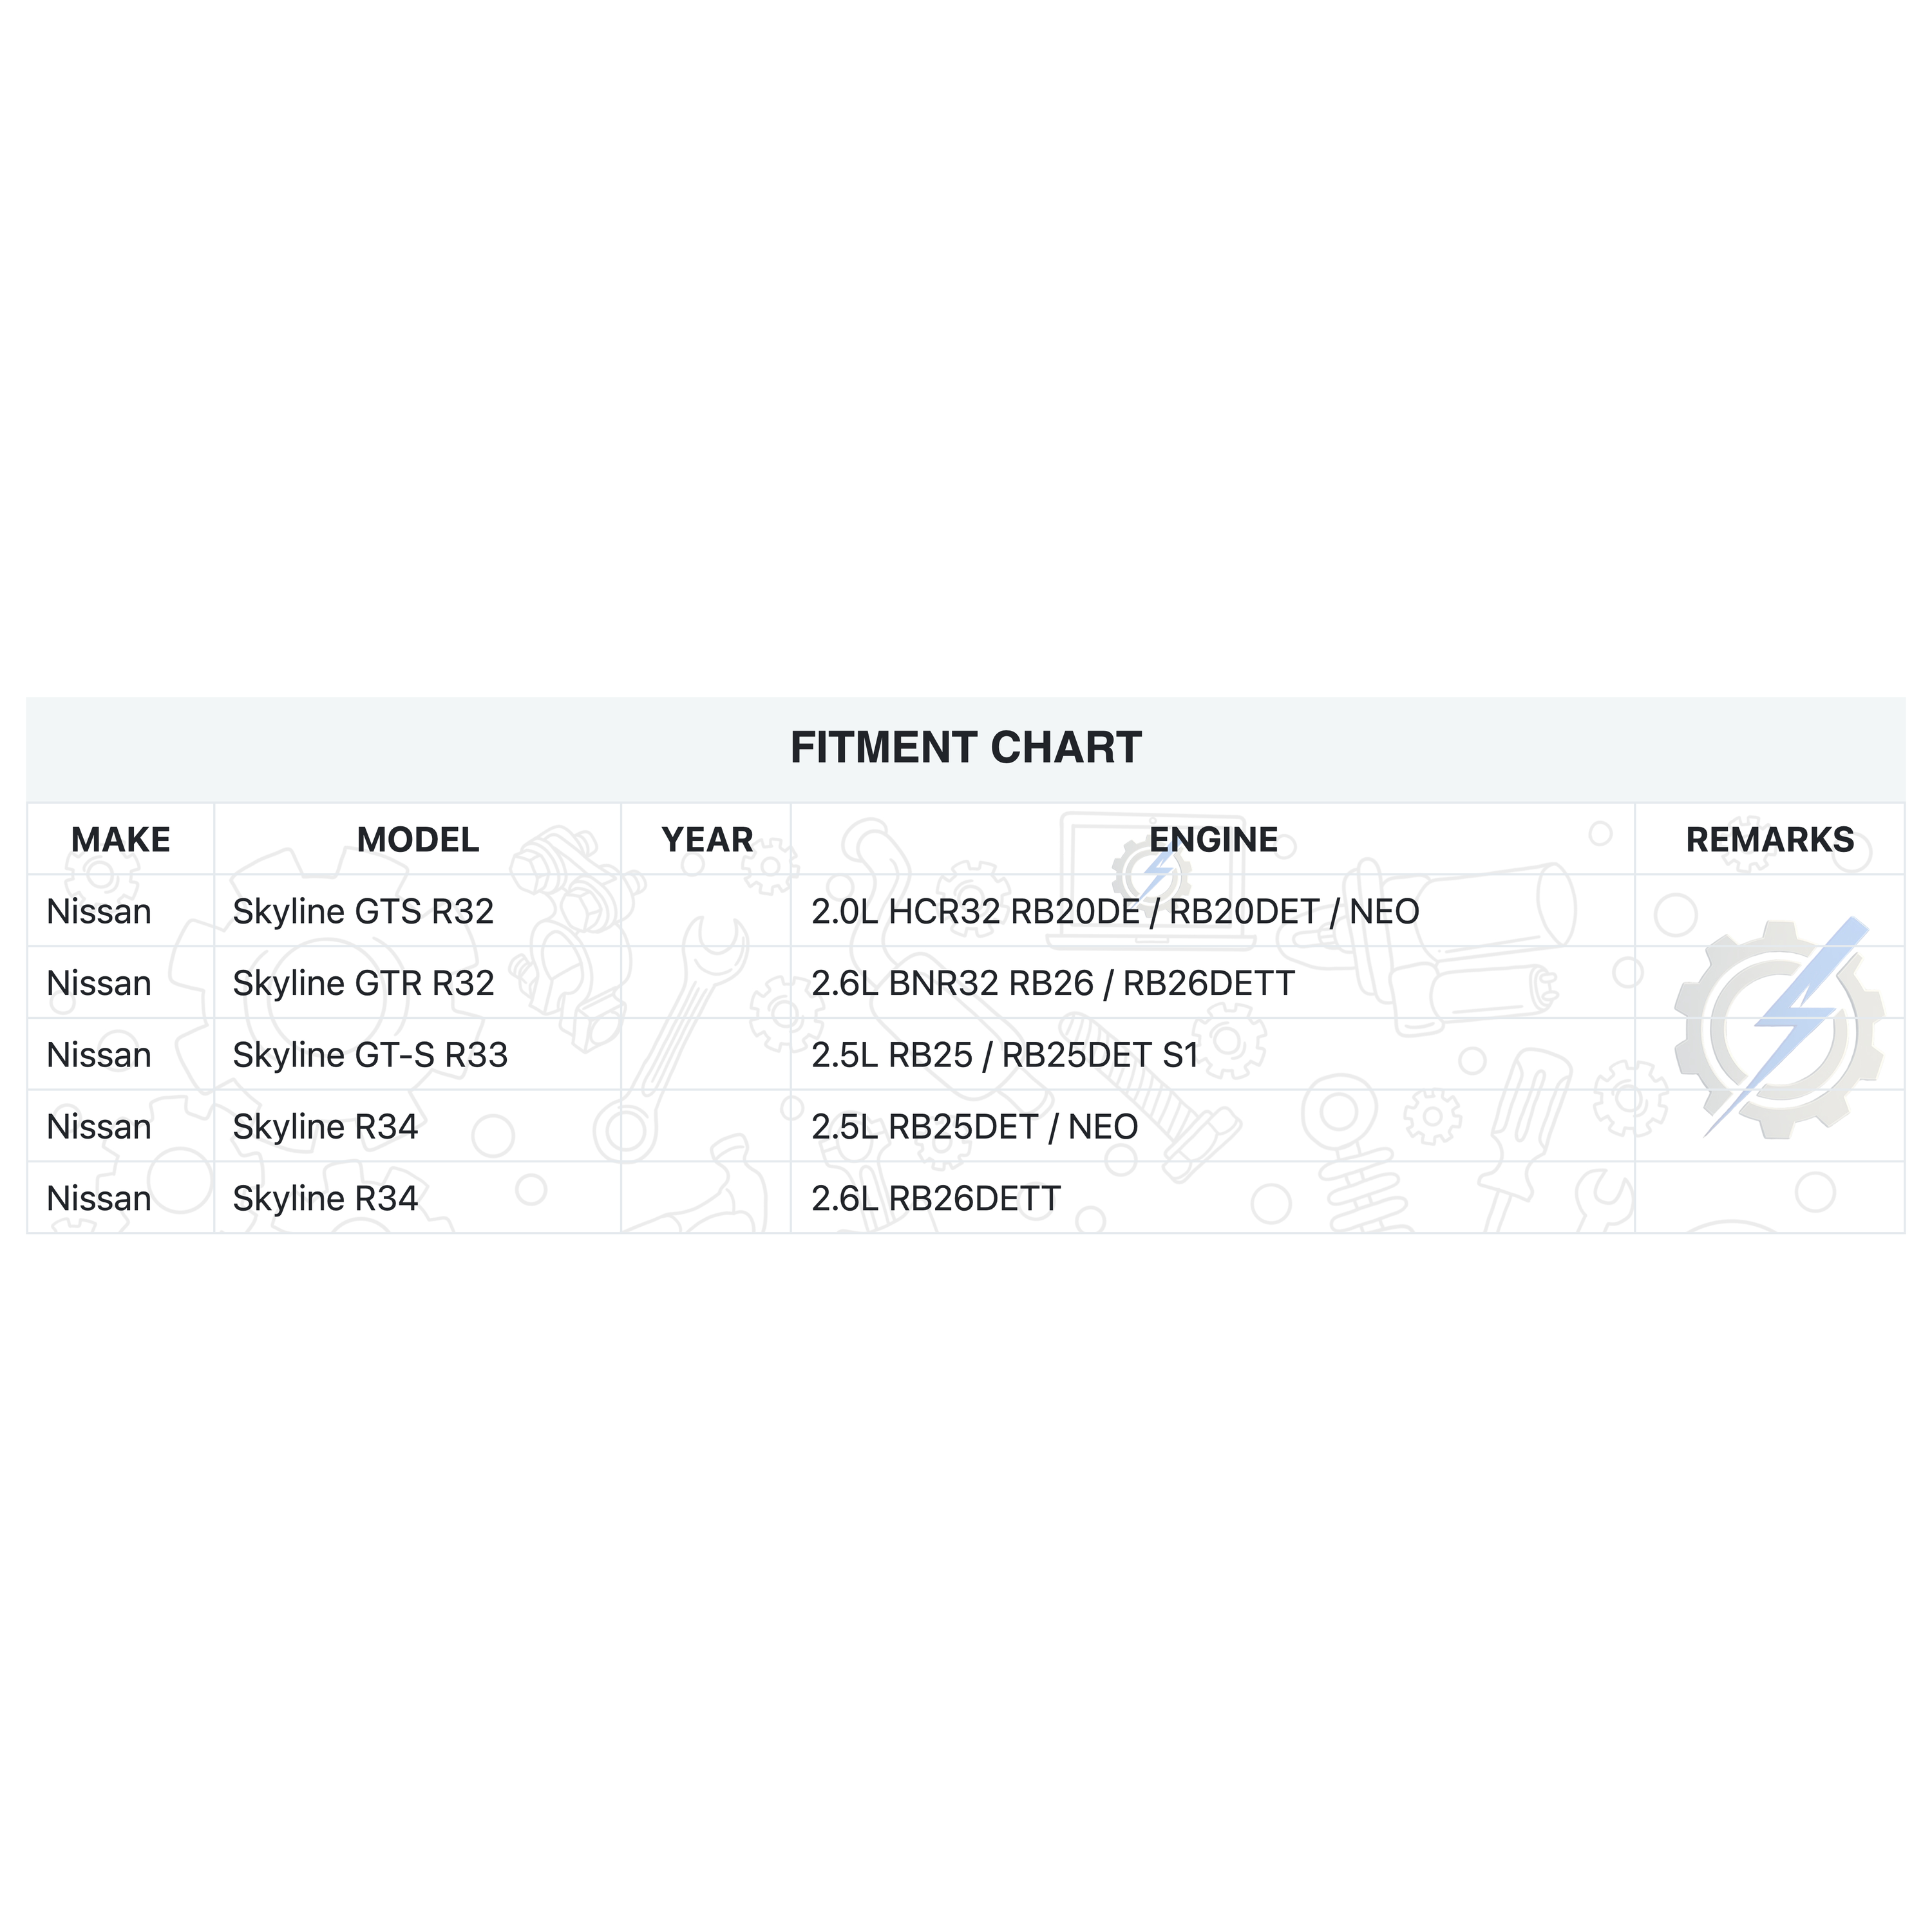 FITMENT CHART
MAKE MODEL YEAR ENGINE REMARKS
Nissan Skyline GTS R32 2.0L HCR32 RB20DE / RB20DET / NEO
Nissan Skyline GTR R32 2.6L BNR32 RB26 / RB26DETT
Nissan Skyline GT-S R33 2.5L RB25 / RB25DET S1
Nissan Skyline R34 2.5L RB25DET / NEO
Nissan Skyline R34 2.6L RB26DETT